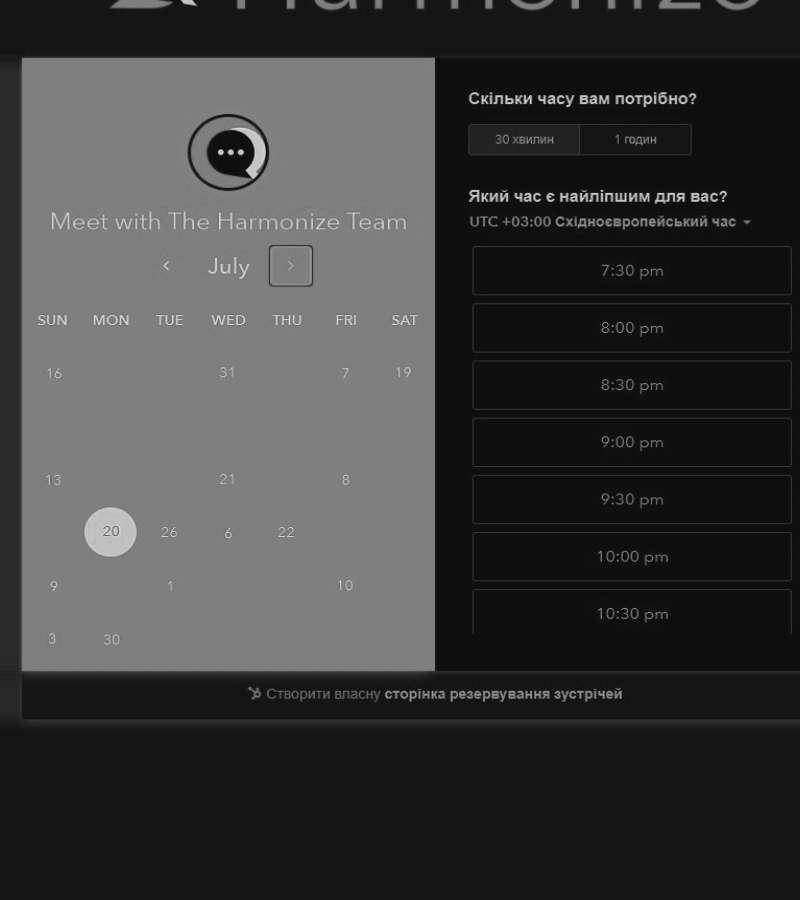 Harmonize
Meet with The Harmonize Team
July
SUN MON TUE WED THU FRI SAT
16 31 7 19
13 21 8
20 26 6 22
9 1 10
3 30
Скільки часу вам потрібно?
30 хвилин 1 годин
Який час є найліпшим для вас?
UTC +03:00 Східноєвропейський час
7:30 pm
8:00 pm
8:30 pm
9:00 pm
9:30 pm
10:00 pm
10:30 pm
Створити власну сторінка резервування зустрічей